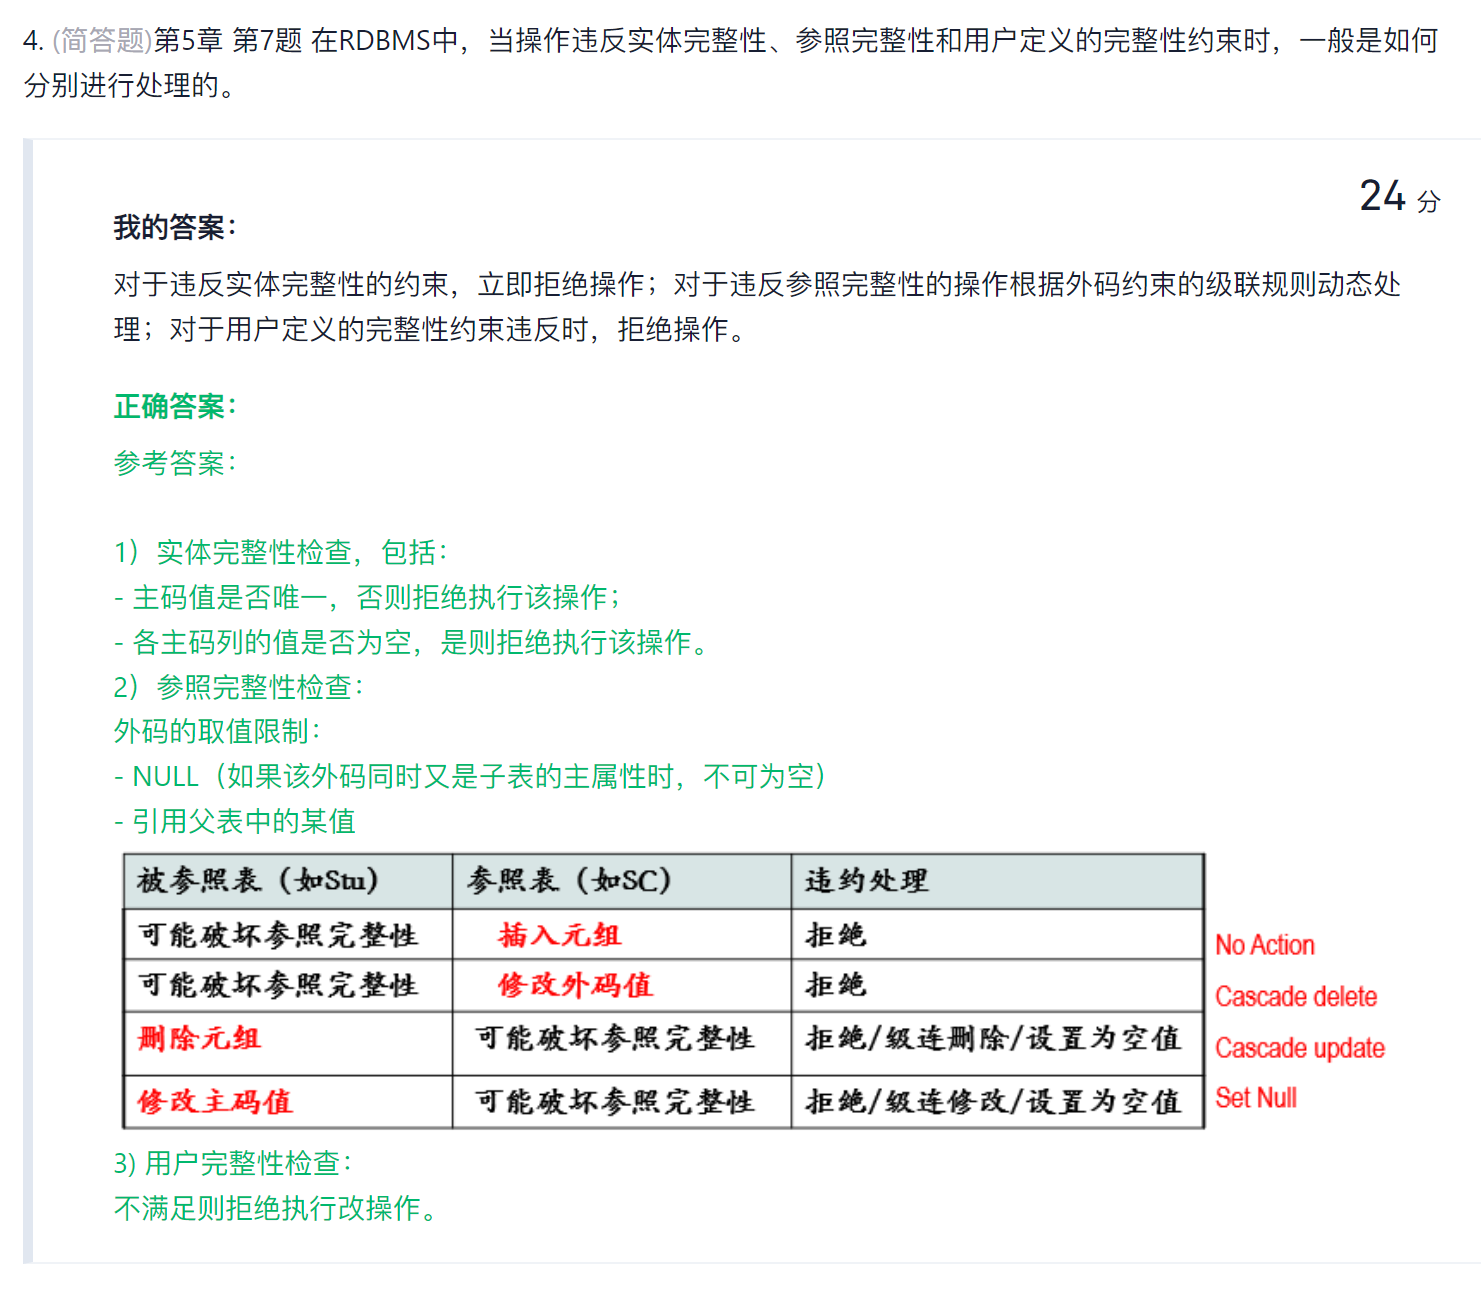 4. (简答题)第5章 第7题 在RDBMS中，当操作违反实体完整性、参照完整性和用户定义的完整性约束时，一般是如何
分别进行处理的。
24 分
我的答案：
对于违反实体完整性的约束，立即拒绝操作；对于违反参照完整性的操作根据外码约束的级联规则动态处
理；对于用户定义的完整性约束违反时，拒绝操作。
正确答案：
参考答案：
1）实体完整性检查，包括：
- 主码值是否唯一，否则拒绝执行该操作；
- 各主码列的值是否为空，是则拒绝执行该操作。
2）参照完整性检查：
外码的取值限制：
- NULL（如果该外码同时又是子表的主属性时，不可为空）
- 引用父表中的某值
被参照表（如Stu） 参照表（如SC） 违约处理
可能破坏参照完整性 插入元组 拒绝
No Action
可能破坏参照完整性 修改外码值 拒绝
Cascade delete
删除元组 可能破坏参照完整性 拒绝/级连删除/设置为空值
Cascade update
修改主码值 可能破坏参照完整性 拒绝/级连修改/设置为空值
Set Null
3) 用户完整性检查：
不满足则拒绝执行改操作。